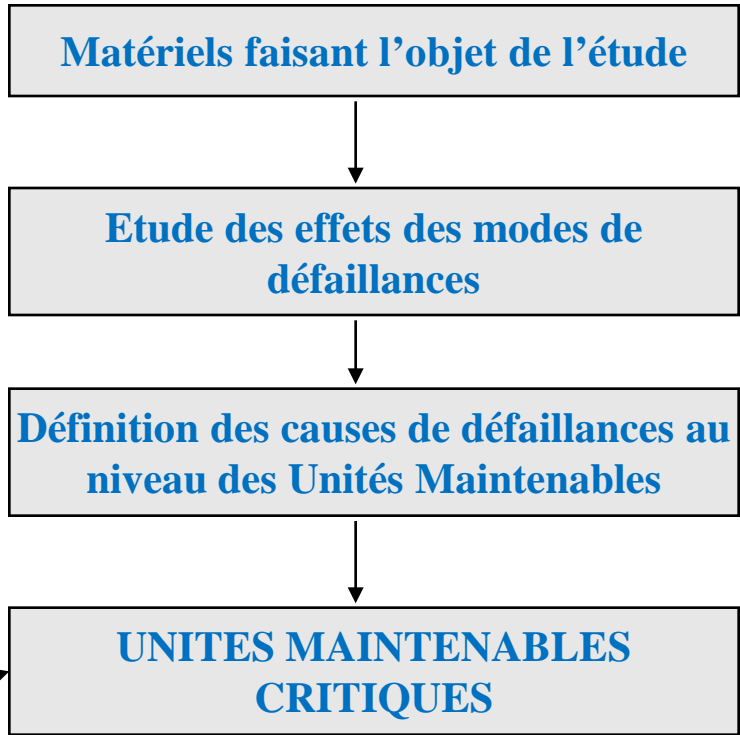 Matériels faisant l’objet de l’étude
Etude des effets des modes de
défaillances
Définition des causes de défaillances au
niveau des Unités Maintenables
UNITES MAINTENABLES
CRITIQUES